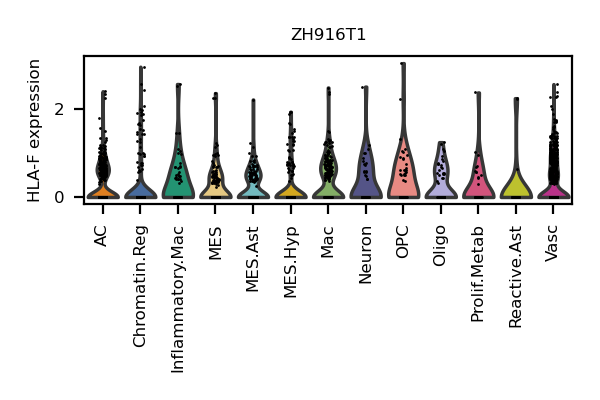 ZH916T1
HLA-F expression
2
0
AC
Chromatin.Reg
Inflammatory.Mac
MES
MES.Ast
MES.Hyp
Mac
Neuron
OPC
Oligo
Prolif.Metab
Reactive.Ast
Vasc